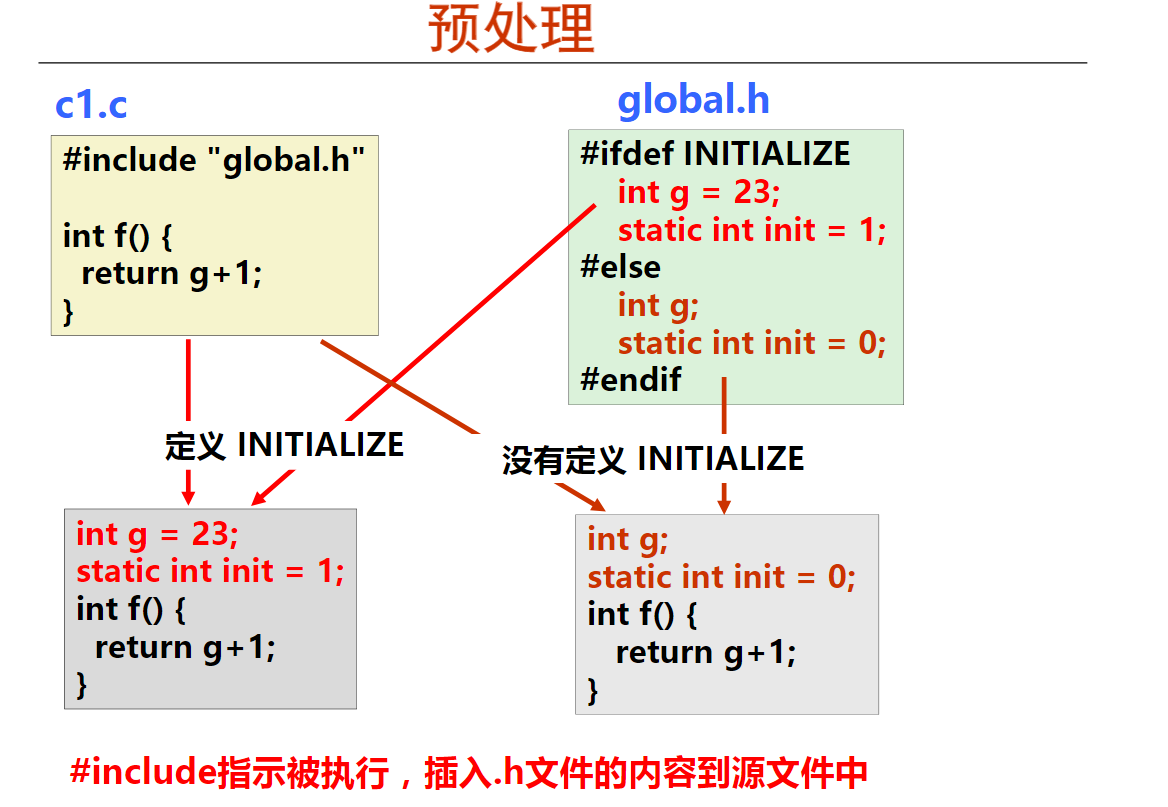 预处理
c1.c
#include "global.h"
int f() {
return g+1;
}
global.h
#ifdef INITIALIZE
int g = 23;
static int init = 1;
#else
int g;
static int init = 0;
#endif
定义 INITIALIZE
没有定义 INITIALIZE
int g = 23;
static int init = 1;
int f() {
return g+1;
}
int g;
static int init = 0;
int f() {
return g+1;
}
#include指示被执行，插入.h文件的内容到源文件中